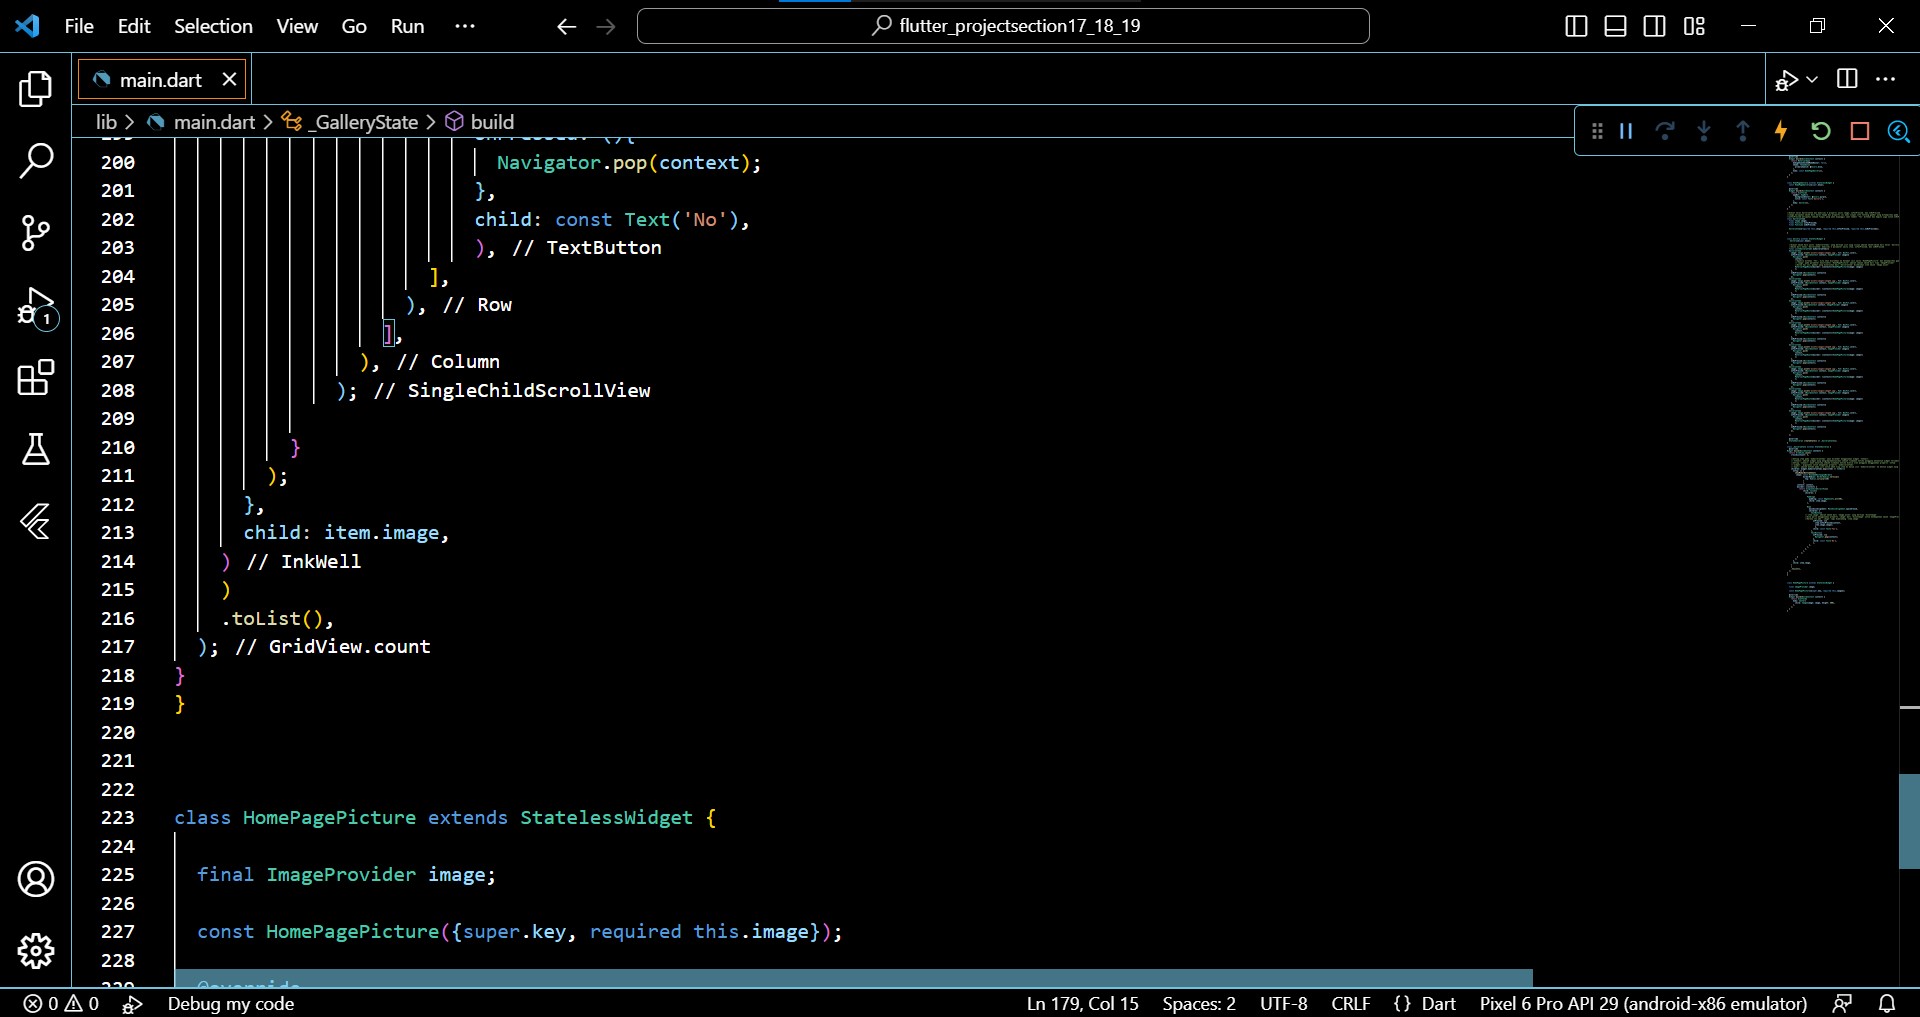 File Edit Selection View Go Run ··· flutter_projectsection17_18_19
main.dart
lib > main.dart > _GalleryState > build
200 Navigator.pop(context);
201 },
202 child: const Text('No'),
203 ), // TextButton
204 ],
205 ), // Row
206 ],
207 ), // Column
208 ); // SingleChildScrollView
209
210 }
211 );
212 },
213 child: item.image,
214 ) // InkWell
215 )
216 .toList(),
217 ); // GridView.count
218 }
219 }
220
221
222
223 class HomePagePicture extends StatelessWidget {
224
225 final ImageProvider image;
226
227 const HomePagePicture({super.key, required this.image});
228
1
0 0 Debug my code Ln 179, Col 15 Spaces: 2 UTF-8 CRLF {} Dart Pixel 6 Pro API 29 (android-x86 emulator)